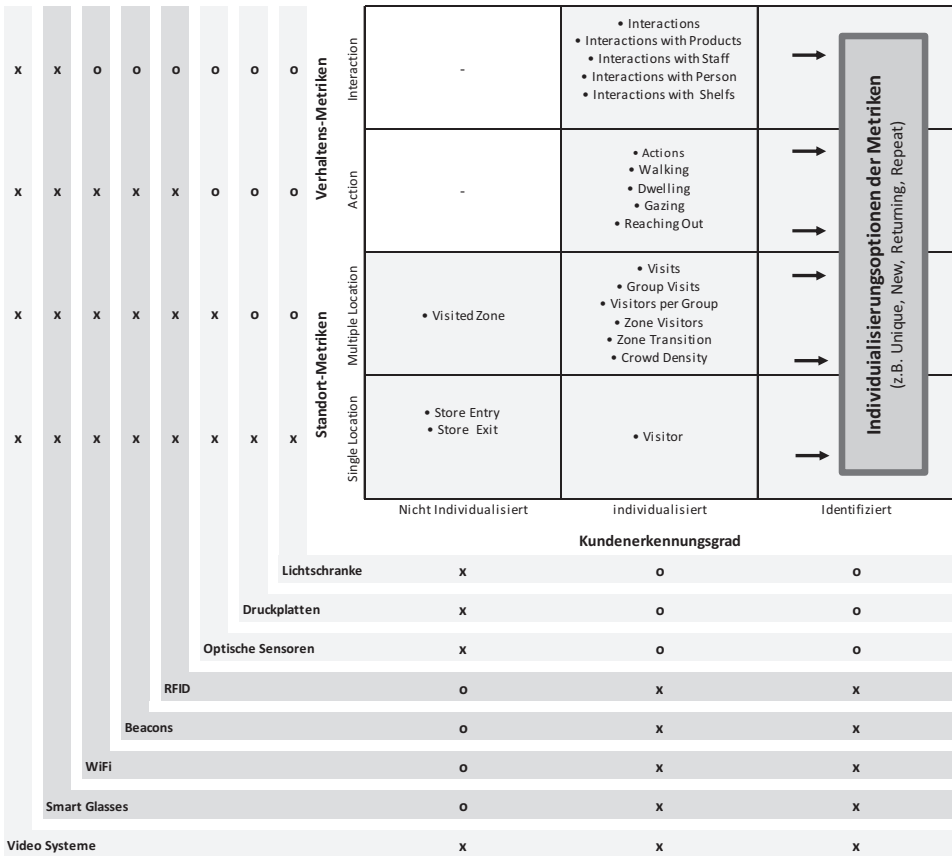 x x o o o o o o
Verhaltens-Metriken
Interaction
-
• Interactions
• Interactions with Products
• Interactions with Staff
• Interactions with Person
• Interactions with Shelfs
x x x x x o o o
Action
-
• Actions
• Walking
• Dwelling
• Gazing
• Reaching Out
Individuialisierungsoptionen der Metriken
(z.B. Unique, New, Returning, Repeat)
x x x x x x o o
Standort-Metriken
Multiple Location
• Visited Zone
• Visits
• Group Visits
• Visitors per Group
• Zone Visitors
• Zone Transition
• Crowd Density
x x x x x x x x
Single Location
• Store Entry
• Store Exit
• Visitor
Nicht Individualisiert individualisiert Identifiziert
Kundenerkennungsgrad
Lichtschranke x o o
Druckplatten x o o
Optische Sensoren x o o
RFID o x x
Beacons o x x
WiFi o x x
Smart Glasses o x x
Video Systeme x x x